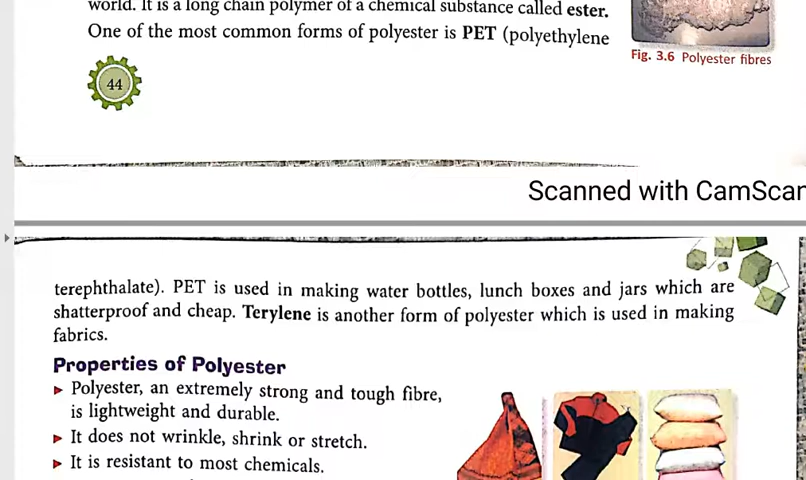 world. It is a long chain polymer of a chemical substance called ester.
One of the most common forms of polyester is PET (polyethylene
Fig. 3.6 Polyester fibres
44
Scanned with CamScan
terephthalate). PET is used in making water bottles, lunch boxes and jars which are
shatterproof and cheap. Terylene is another form of polyester which is used in making
fabrics.
Properties of Polyester
▸ Polyester, an extremely strong and tough fibre,
is lightweight and durable.
▸ It does not wrinkle, shrink or stretch.
▸ It is resistant to most chemicals.